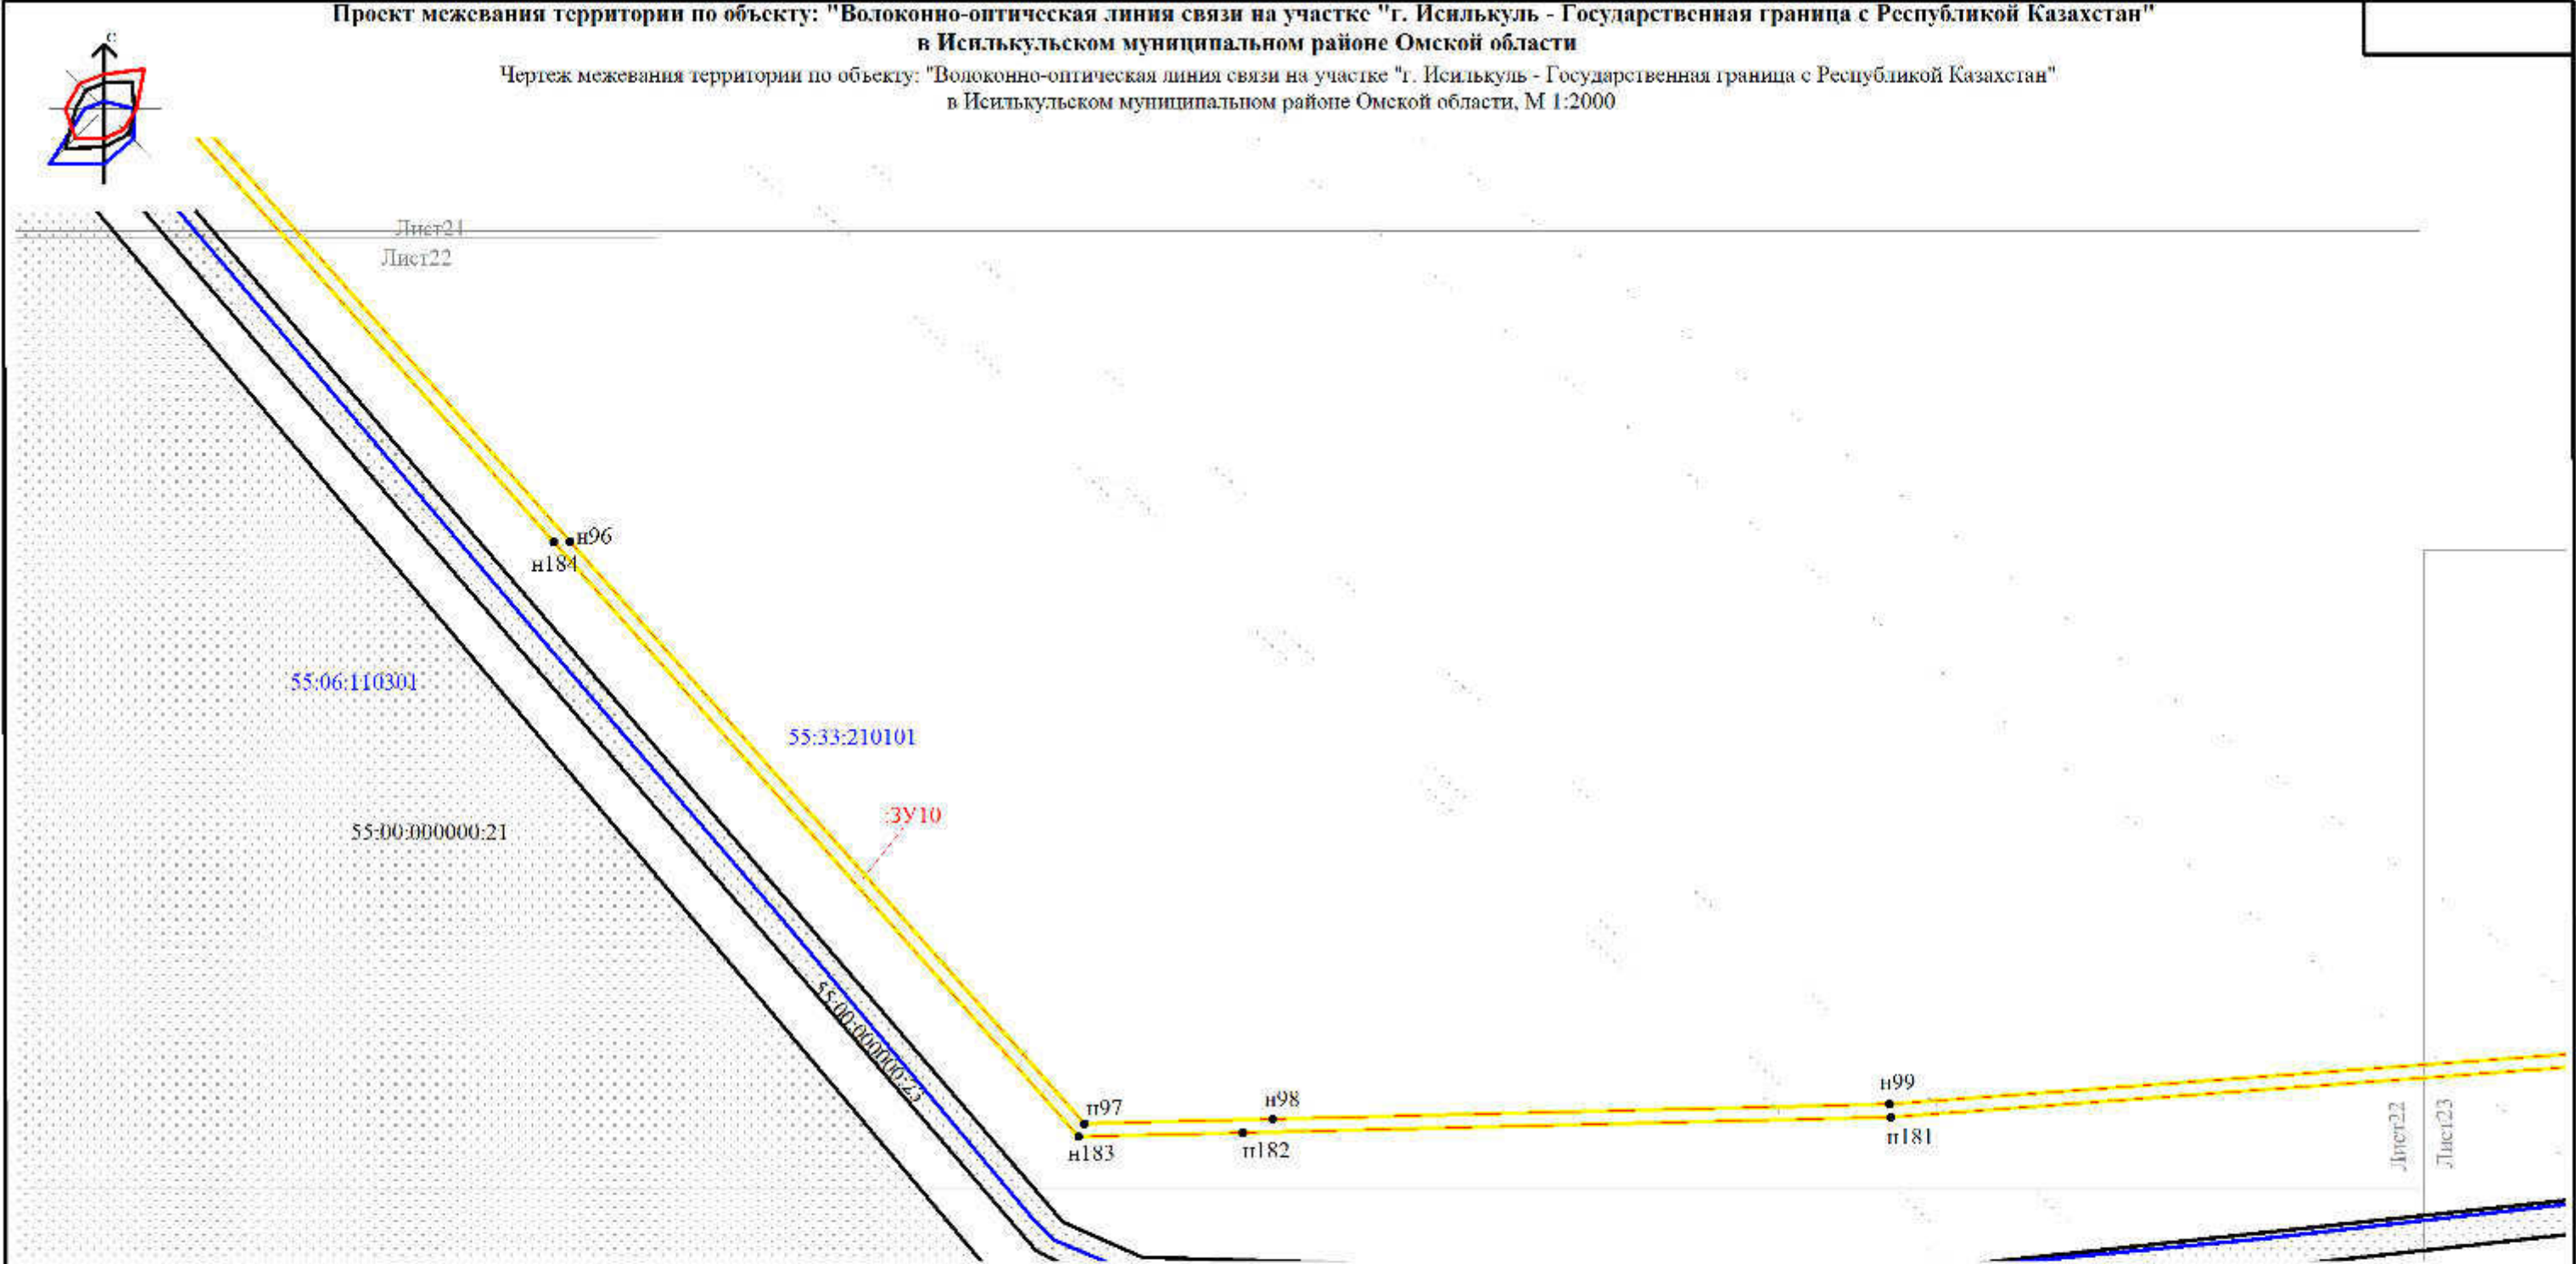 Проект межевания территории по объекту: "Волоконно-оптическая линия связи на участке "г. Исилькуль - Государственная граница с Республикой Казахстан"
в Исилькульском муниципальном районе Омской области
Чертеж межевания территории по объекту: "Волоконно-оптическая линия связи на участке "г. Исилькуль - Государственная граница с Республикой Казахстан"
в Исилькульском муниципальном районе Омской области, М 1:2000
с
Лист21
Лист22
н96
н184
55:06:110301
55:33:210101
:ЗУ10
55:00:000000:21
55:00:000000:23
н97
н98
н99
н183
н182
н181
Лист22
Лист23